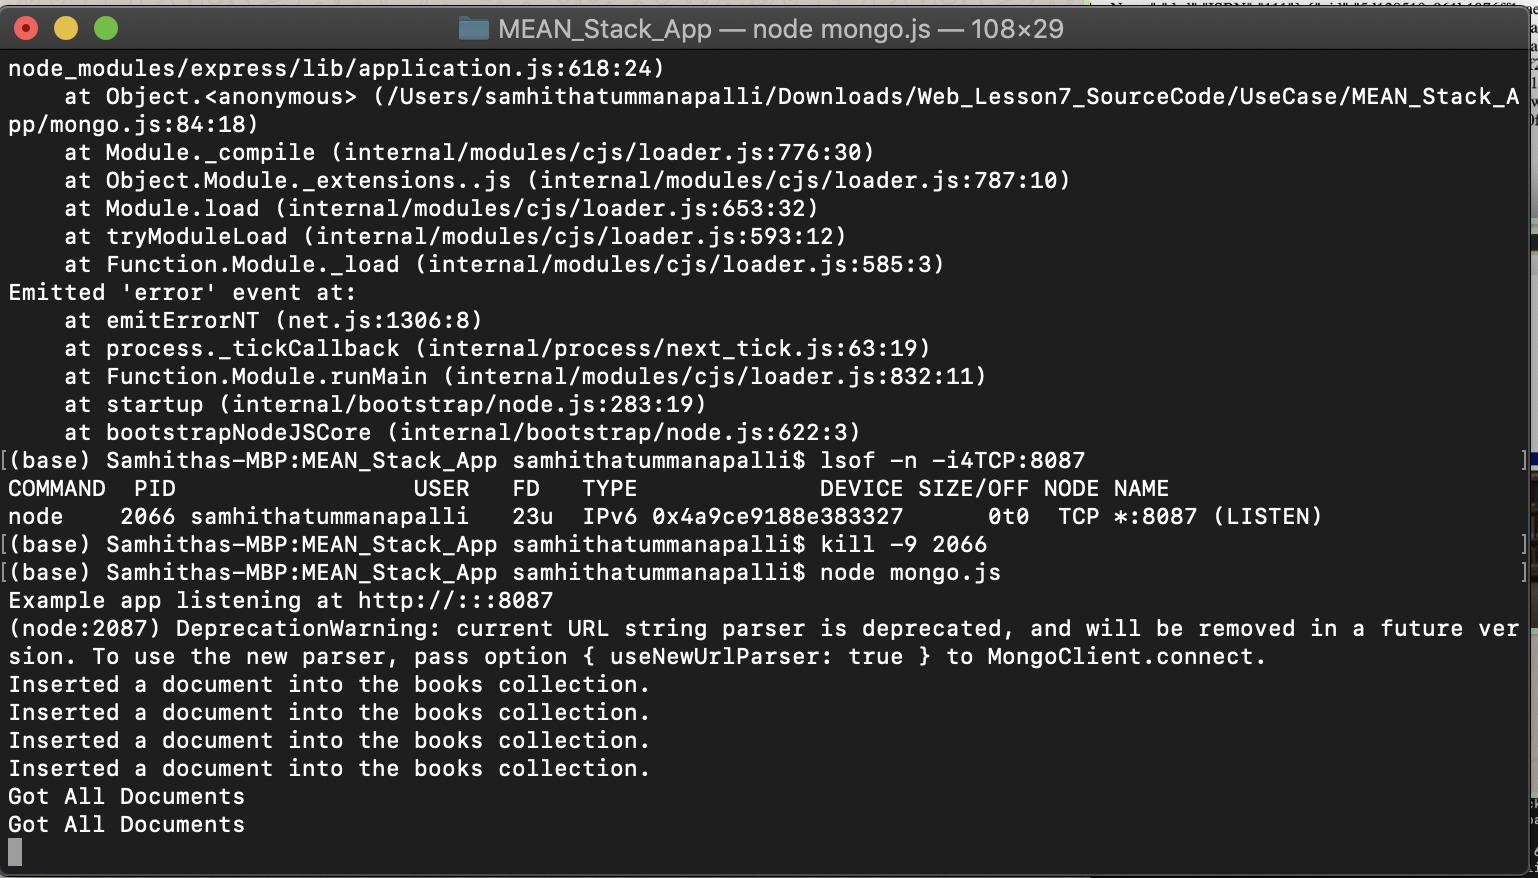 MEAN_Stack_App — node mongo.js — 108×29
node_modules/express/lib/application.js:618:24)
    at Object.<anonymous> (/Users/samhithatummanapalli/Downloads/Web_Lesson7_SourceCode/UseCase/MEAN_Stack_A
pp/mongo.js:84:18)
    at Module._compile (internal/modules/cjs/loader.js:776:30)
    at Object.Module._extensions..js (internal/modules/cjs/loader.js:787:10)
    at Module.load (internal/modules/cjs/loader.js:653:32)
    at tryModuleLoad (internal/modules/cjs/loader.js:593:12)
    at Function.Module._load (internal/modules/cjs/loader.js:585:3)
Emitted 'error' event at:
    at emitErrorNT (net.js:1306:8)
    at process._tickCallback (internal/process/next_tick.js:63:19)
    at Function.Module.runMain (internal/modules/cjs/loader.js:832:11)
    at startup (internal/bootstrap/node.js:283:19)
    at bootstrapNodeJSCore (internal/bootstrap/node.js:622:3)
[(base) Samhithas-MBP:MEAN_Stack_App samhithatummanapalli$ lsof -n -i4TCP:8087 ]
COMMAND  PID                 USER   FD   TYPE             DEVICE SIZE/OFF NODE NAME
node    2066 samhithatummanapalli   23u  IPv6 0x4a9ce9188e383327      0t0  TCP *:8087 (LISTEN)
[(base) Samhithas-MBP:MEAN_Stack_App samhithatummanapalli$ kill -9 2066 ]
[(base) Samhithas-MBP:MEAN_Stack_App samhithatummanapalli$ node mongo.js ]
Example app listening at http://:::8087
(node:2087) DeprecationWarning: current URL string parser is deprecated, and will be removed in a future ver
sion. To use the new parser, pass option { useNewUrlParser: true } to MongoClient.connect.
Inserted a document into the books collection.
Inserted a document into the books collection.
Inserted a document into the books collection.
Inserted a document into the books collection.
Got All Documents
Got All Documents